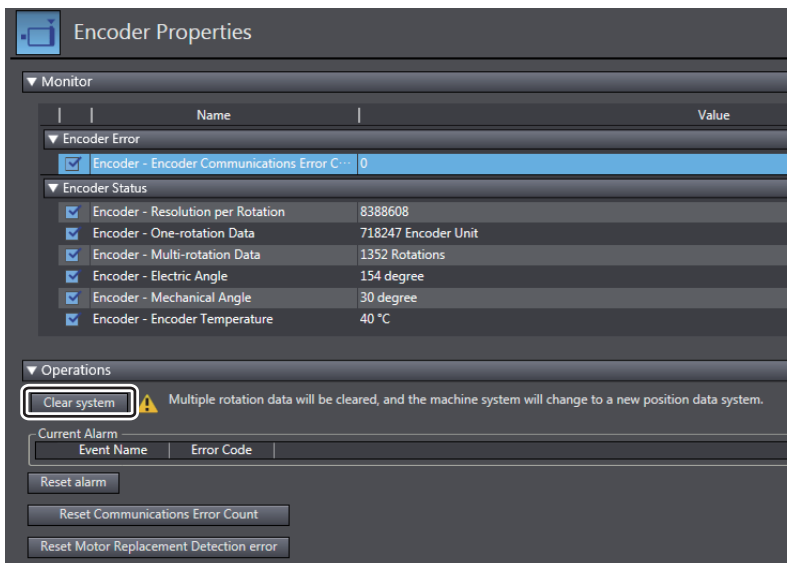 Encoder Properties
▼ Monitor
Name Value
▼ Encoder Error
Encoder - Encoder Communications Error C··· 0
▼ Encoder Status
Encoder - Resolution per Rotation 8388608
Encoder - One-rotation Data 718247 Encoder Unit
Encoder - Multi-rotation Data 1352 Rotations
Encoder - Electric Angle 154 degree
Encoder - Mechanical Angle 30 degree
Encoder - Encoder Temperature 40 °C
▼ Operations
Clear system Multiple rotation data will be cleared, and the machine system will change to a new position data system.
Current Alarm
Event Name Error Code
Reset alarm
Reset Communications Error Count
Reset Motor Replacement Detection error